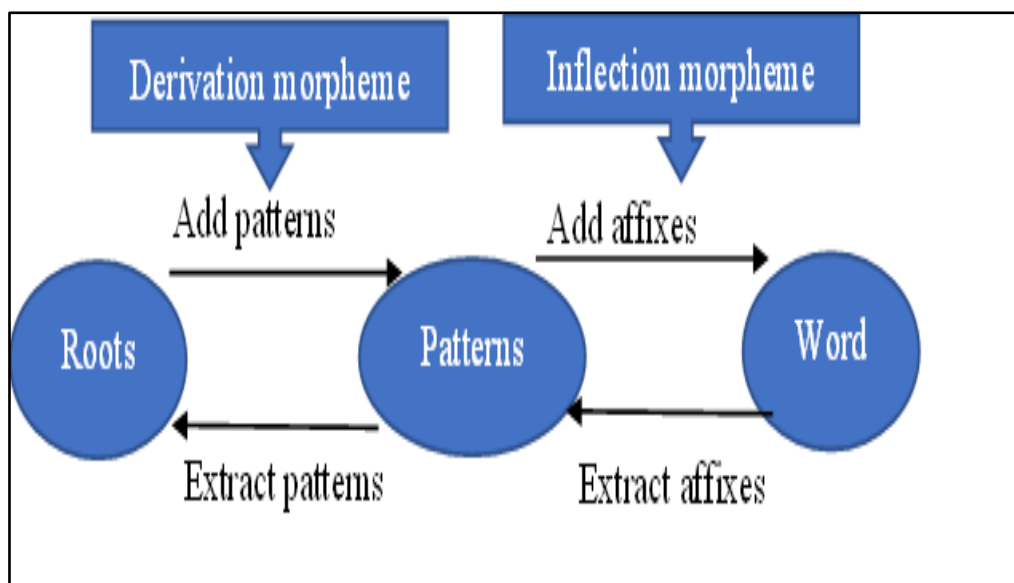 Derivation morpheme
Inflection morpheme
Add patterns
Add affixes
Roots
Patterns
Word
Extract patterns
Extract affixes